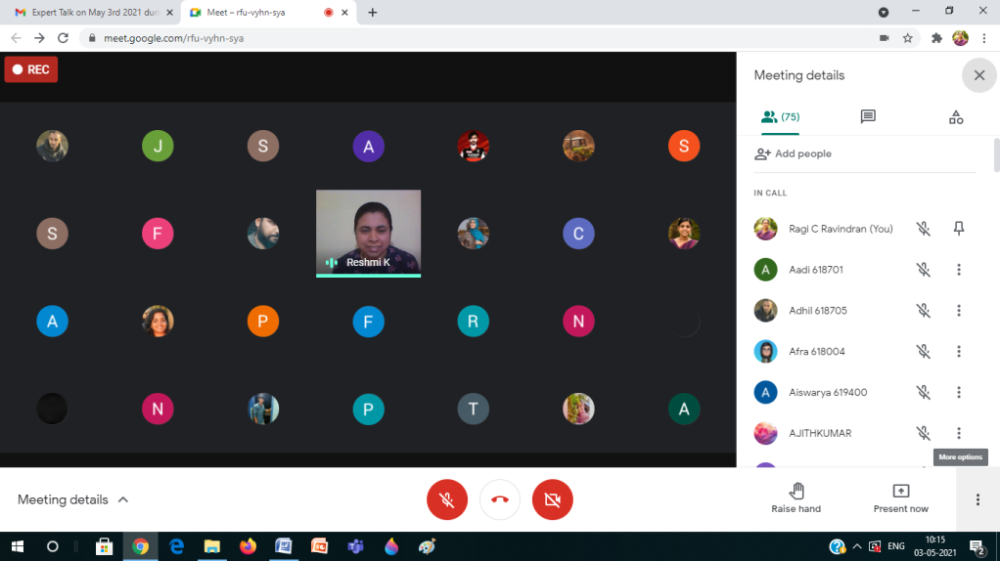 Expert Talk on May 3rd 2021 duri
Meet – rfu-vyhn-sya
meet.google.com/rfu-vyhn-sya
REC
Meeting details
(75)
Add people
IN CALL
Ragi C Ravindran (You)
Aadi 618701
Adhil 618705
Afra 618004
Aiswarya 619400
AJITHKUMAR
More options
J
S
A
S
S
F
Reshmi K
C
A
P
F
R
N
N
P
T
A
A
A
Meeting details
Raise hand
Present now
ENG
10:15
03-05-2021
2